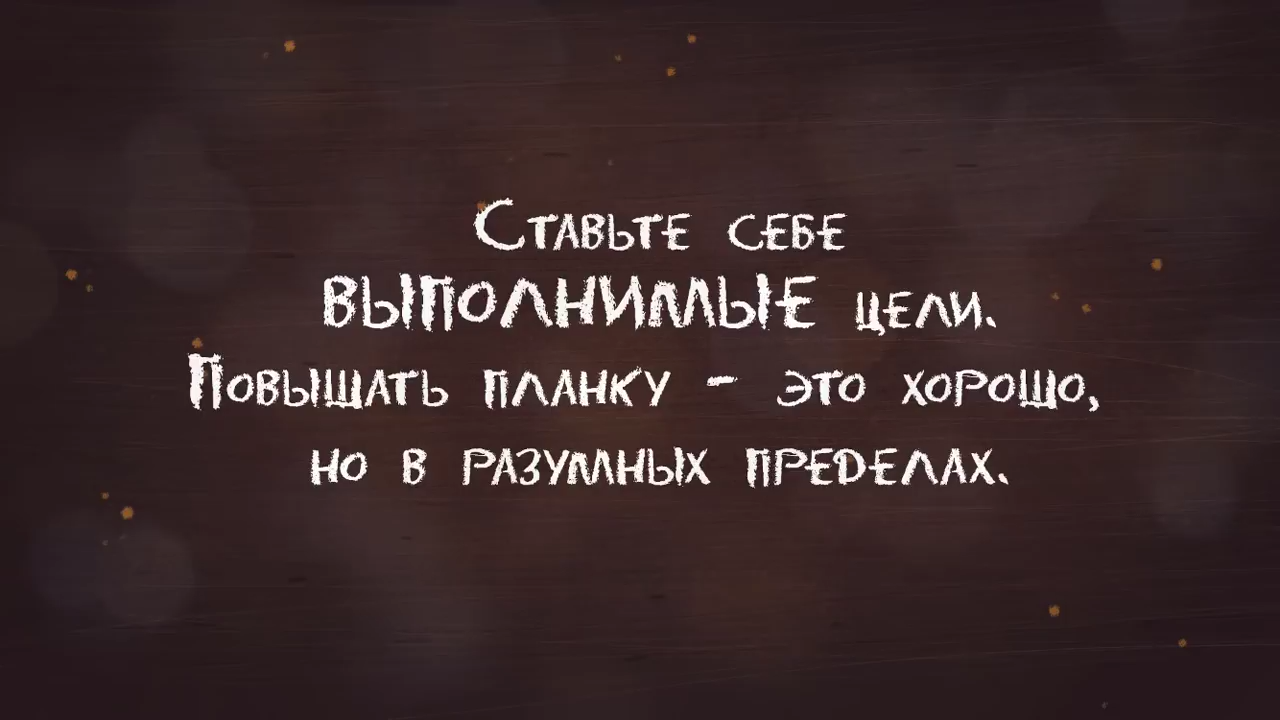 Ставьте себе
ВЫПОЛНИМЫЕ цели.
Повышать планку - это хорошо,
но в разумных пределах.